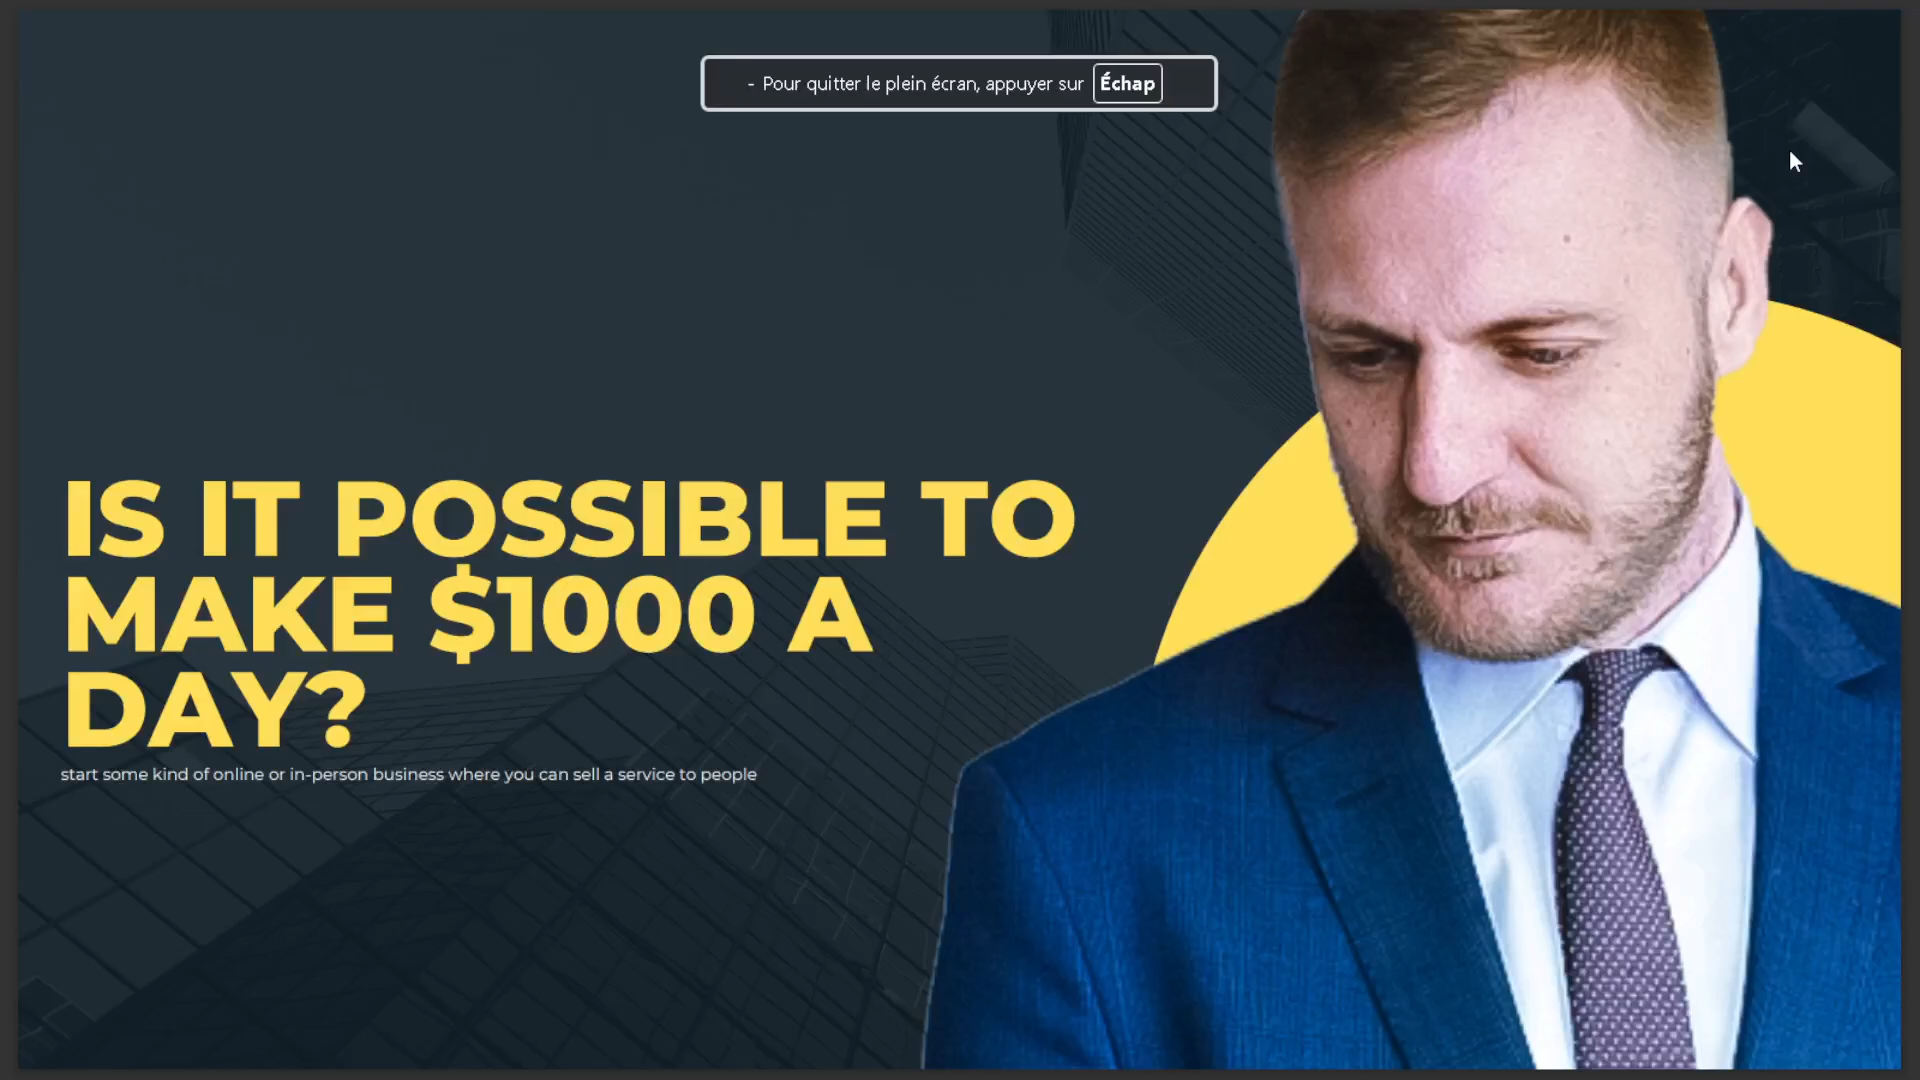 - Pour quitter le plein écran, appuyer sur Échap
IS IT POSSIBLE TO
MAKE $1000 A
DAY?
start some kind of online or in-person business where you can sell a service to people